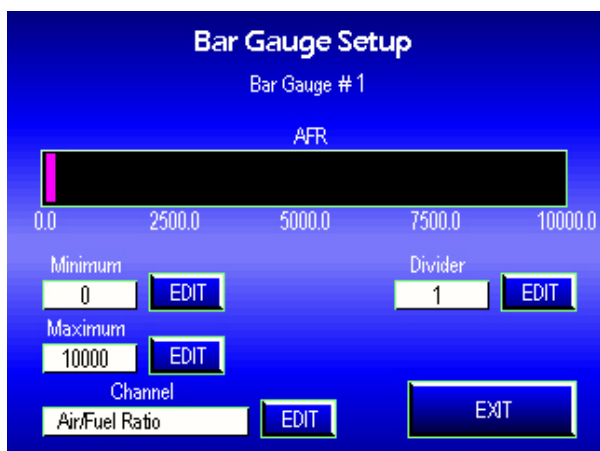 Bar Gauge Setup
Bar Gauge # 1
AFR
0.0 2500.0 5000.0 7500.0 10000.0
Minimum Divider
0 EDIT 1 EDIT
Maximum
10000 EDIT
Channel
Air/Fuel Ratio EDIT EXIT